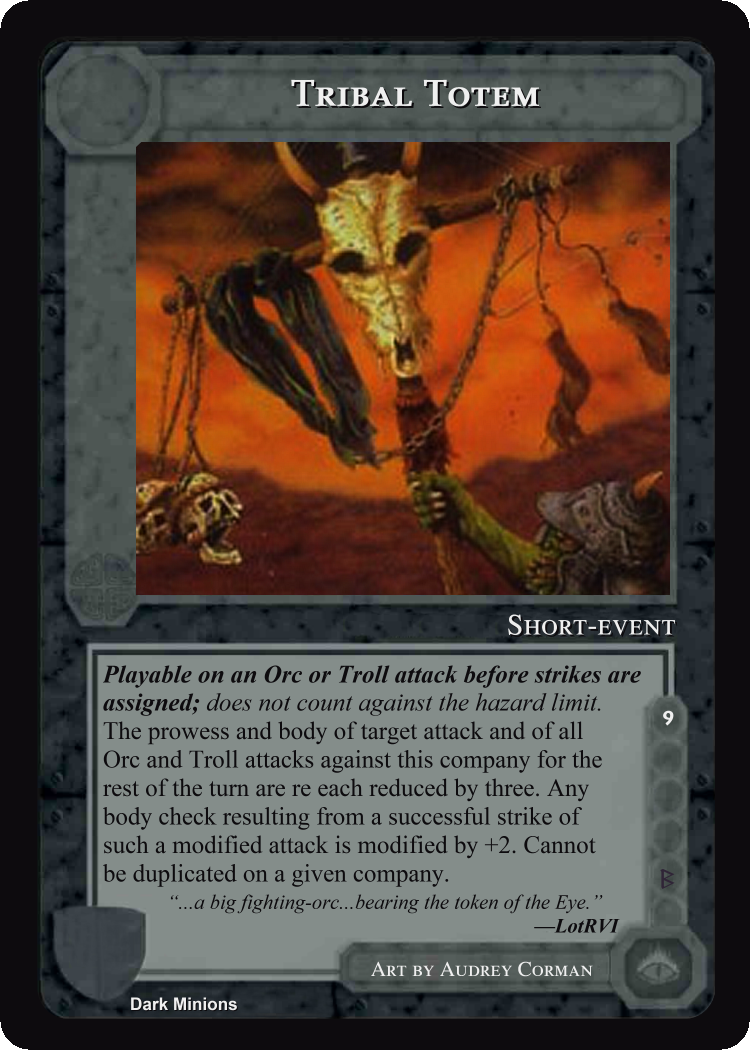 Tribal Totem
Short-event
Playable on an Orc or Troll attack before strikes are
assigned; does not count against the hazard limit.
The prowess and body of target attack and of all
Orc and Troll attacks against this company for the
rest of the turn are re each reduced by three. Any
body check resulting from a successful strike of
such a modified attack is modified by +2. Cannot
be duplicated on a given company.
9
“...a big fighting-orc...bearing the token of the Eye.”
—LotRVI
Art by Audrey Corman
Dark Minions